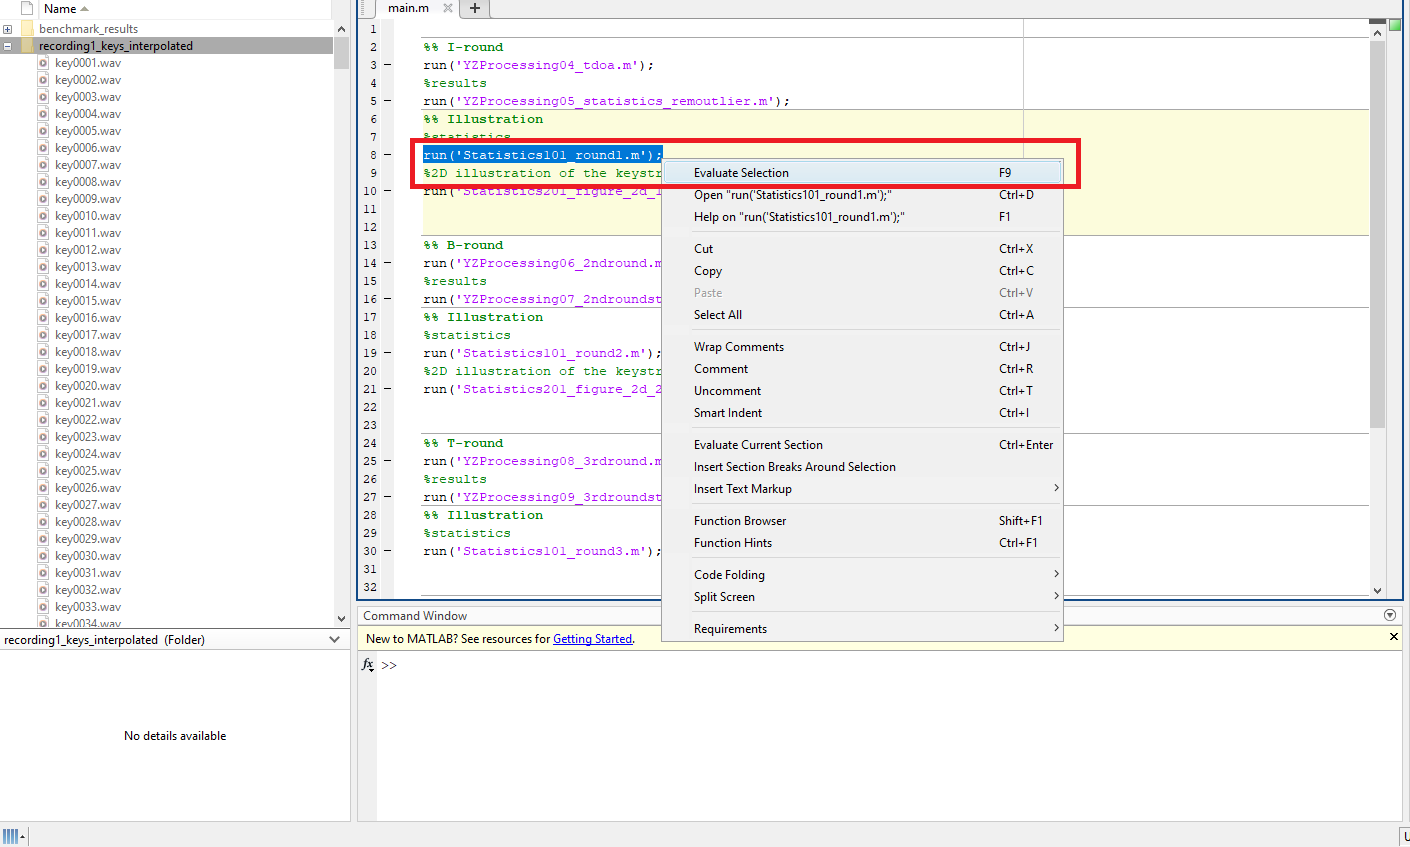 Name
benchmark_results
recording1_keys_interpolated
key0001.wav
key0002.wav
key0003.wav
key0004.wav
key0005.wav
key0006.wav
key0007.wav
key0008.wav
key0009.wav
key0010.wav
key0011.wav
key0012.wav
key0013.wav
key0014.wav
key0015.wav
key0016.wav
key0017.wav
key0018.wav
key0019.wav
key0020.wav
key0021.wav
key0022.wav
key0023.wav
key0024.wav
key0025.wav
key0026.wav
key0027.wav
key0028.wav
key0029.wav
key0030.wav
key0031.wav
key0032.wav
key0033.wav
key0034.wav
recording1_keys_interpolated (Folder)
No details available
main.m
1
2 %% I-round
3 – run('YZProcessing04_tdoa.m');
4 %results
5 – run('YZProcessing05_statistics_remoutlier.m');
6 %% Illustration
7 %statistics
8 – run('Statistics101_round1.m');
9 %2D illustration of the keystr
10 – run('Statistics201_figure_2d_1
11
12
13 %% B-round
14 – run('YZProcessing06_2ndround.m
15 %results
16 – run('YZProcessing07_2ndroundst
17 %% Illustration
18 %statistics
19 – run('Statistics101_round2.m');
20 %2D illustration of the keystr
21 – run('Statistics201_figure_2d_2
22
23
24 %% T-round
25 – run('YZProcessing08_3rdround.m
26 %results
27 – run('YZProcessing09_3rdroundst
28 %% Illustration
29 %statistics
30 – run('Statistics101_round3.m');
31
32
Evaluate Selection F9
Open "run('Statistics101_round1.m');" Ctrl+D
Help on "run('Statistics101_round1.m');" F1
Cut Ctrl+X
Copy Ctrl+C
Paste Ctrl+V
Select All Ctrl+A
Wrap Comments Ctrl+J
Comment Ctrl+R
Uncomment Ctrl+T
Smart Indent Ctrl+I
Evaluate Current Section Ctrl+Enter
Insert Section Breaks Around Selection
Insert Text Markup
Function Browser Shift+F1
Function Hints Ctrl+F1
Code Folding
Split Screen
Requirements
Command Window
New to MATLAB? See resources for Getting Started.
fx >>
U